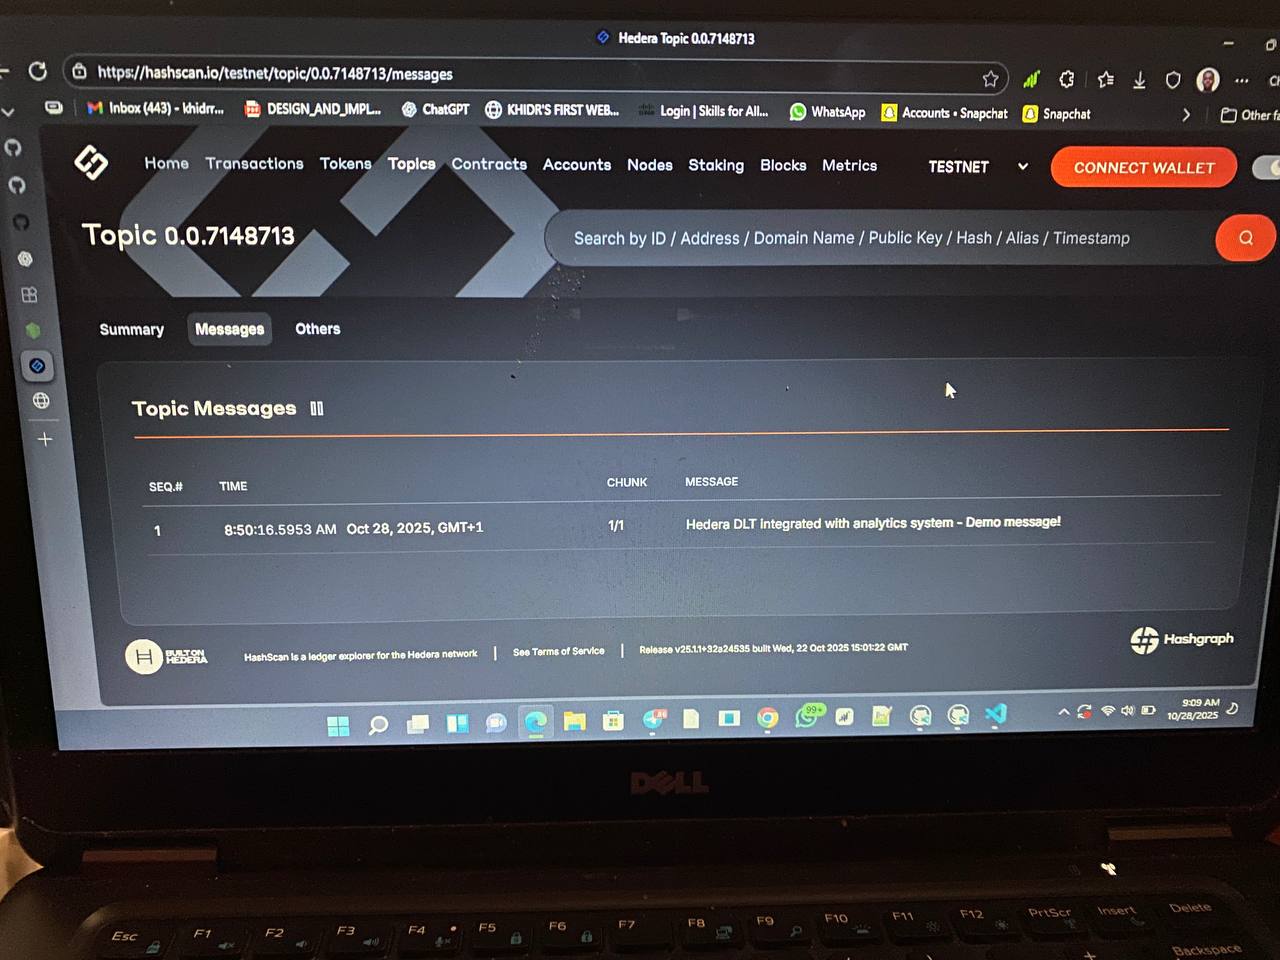 Hedera Topic 0.0.7148713
https://hashscan.io/testnet/topic/0.0.7148713/messages
Inbox (443) - khidrr... DESIGN_AND_IMPL... ChatGPT KHIDR'S FIRST WEB... Login | Skills for All... WhatsApp Accounts • Snapchat Snapchat Other fa
Home Transactions Tokens Topics Contracts Accounts Nodes Staking Blocks Metrics TESTNET CONNECT WALLET
Topic 0.0.7148713 Search by ID / Address / Domain Name / Public Key / Hash / Alias / Timestamp
Summary Messages Others
Topic Messages
SEQ.# TIME CHUNK MESSAGE
1 8:50:16.5953 AM Oct 28, 2025, GMT+1 1/1 Hedera DLT integrated with analytics system - Demo message!
BUILT ON
HEDERA
HashScan is a ledger explorer for the Hedera network | See Terms of Service | Release v25.1.1+32a24535 built Wed, 22 Oct 2025 15:01:22 GMT
Hashgraph
99+
9:09 AM
10/28/2025
DELL
Esc F1 F2 F3 F4 F5 F6 F7 F8 F9 F10 F11 F12 PrtScr Insert Delete
Backspace